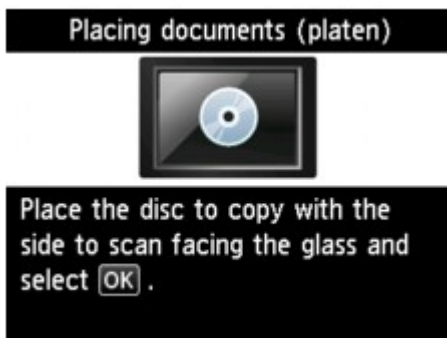 Placing documents (platen)
Place the disc to copy with the
side to scan facing the glass and
select OK .